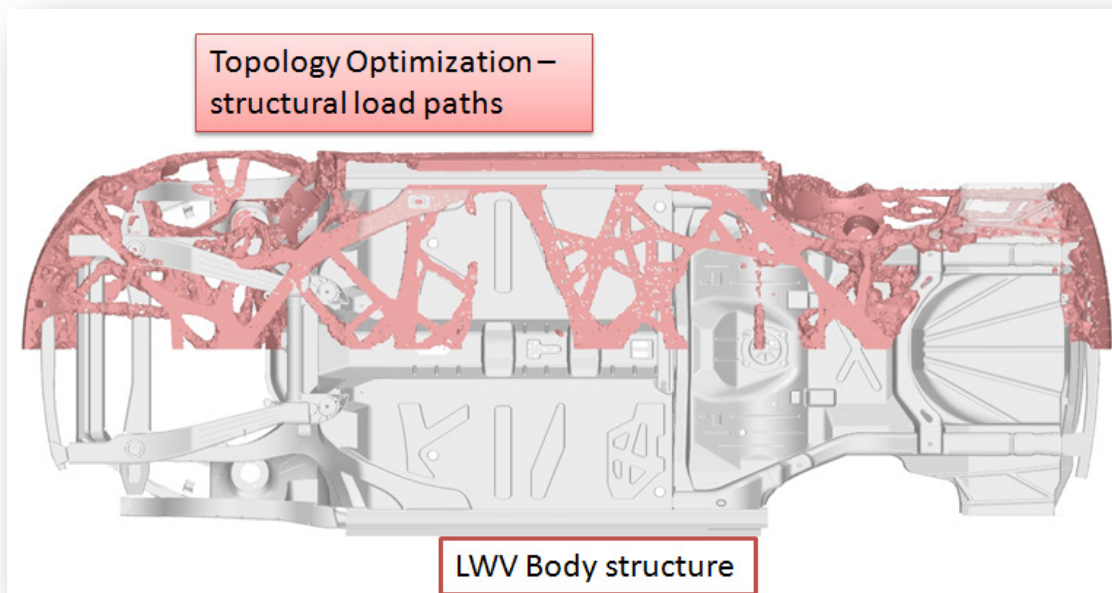 Topology Optimization –
structural load paths
LWV Body structure